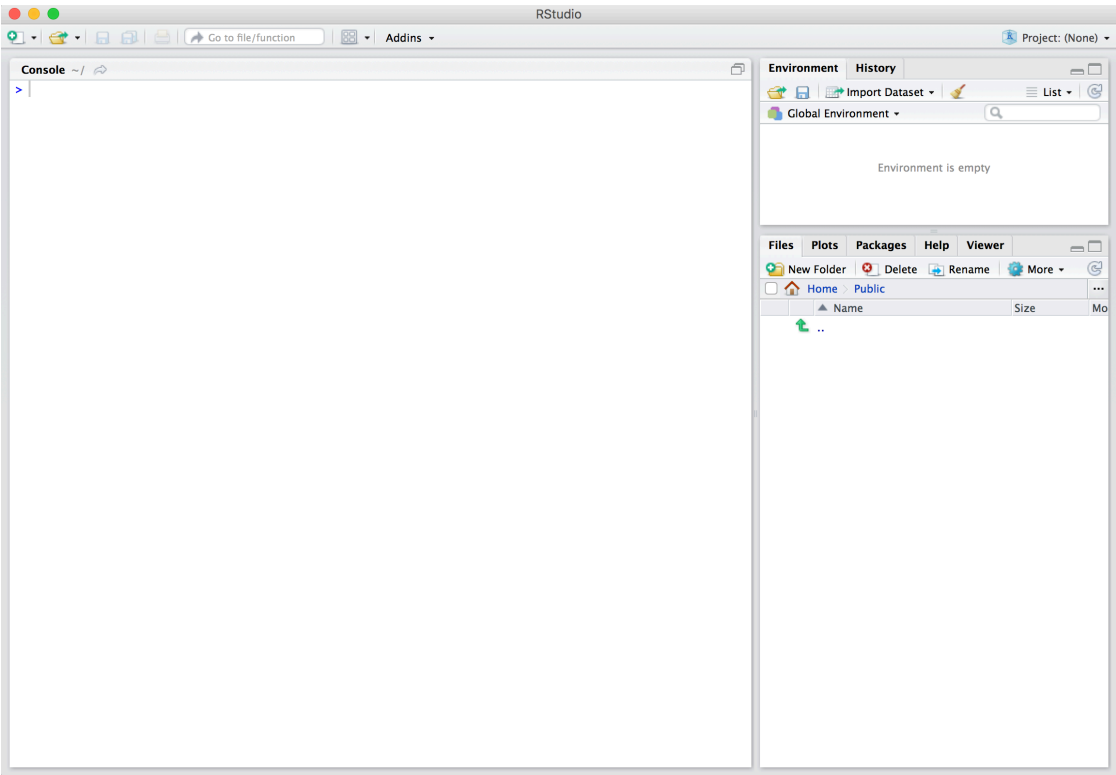 RStudio
Go to file/function Addins Project: (None)
Console ~/
>
Environment History
Import Dataset List
Global Environment
Environment is empty
Files Plots Packages Help Viewer
New Folder Delete Rename More
Home Public ...
Name Size Mo
..